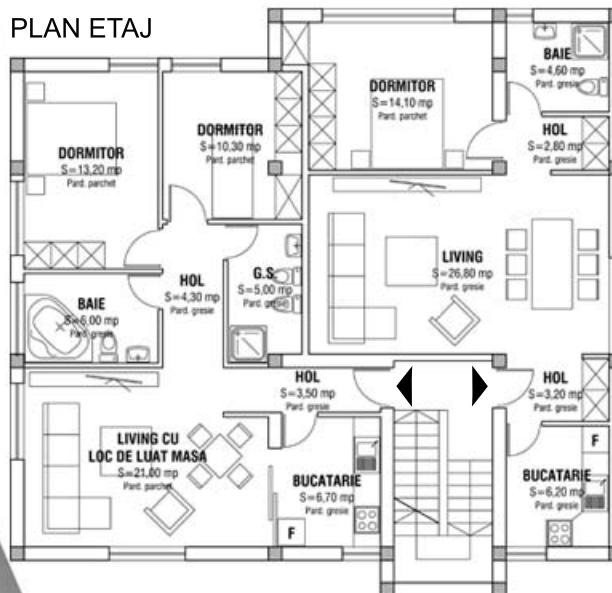 PLAN ETAJ
BAIE
S=4,60 mp
Pard. gresie
DORMITOR
S=14,10 mp
Pard. parchet
DORMITOR
S=10,30 mp
Pard. parchet
HOL
S=2,80 mp
Pard. gresie
DORMITOR
S=13,20 mp
Pard. parchet
LIVING
S=26,80 mp
Pard. gresie
HOL
S=4,30 mp
Pard. gresie
G.S.
S=5,00 mp
Pard. gresie
BAIE
S=6,00 mp
Pard. gresie
HOL
S=3,50 mp
Pard. gresie
HOL
S=3,20 mp
Pard. gresie
LIVING CU
LOC DE LUAT MASA
S=21,00 mp
Pard. parchet
BUCATARIE
S=6,70 mp
Pard. gresie
F
F
BUCATARIE
S=6,20 mp
Pard. gresie